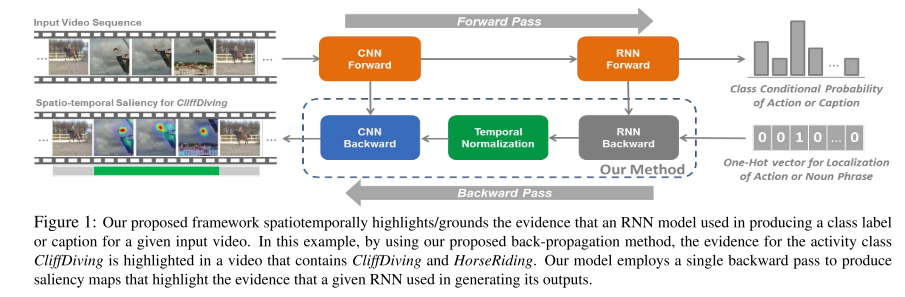 Forward Pass
Input Video Sequence
...
...
CNN
Forward
RNN
Forward
...
Class Conditional Probability
of Action or Caption
Spatio-temporal Saliency for CliffDiving
...
...
CNN
Backward
Temporal
Normalization
RNN
Backward
Our Method
0 0 1 0 ... 0
One-Hot vector for Localization
of Action or Noun Phrase
Backward Pass
Figure 1: Our proposed framework spatiotemporally highlights/grounds the evidence that an RNN model used in producing a class label
or caption for a given input video. In this example, by using our proposed back-propagation method, the evidence for the activity class
CliffDiving is highlighted in a video that contains CliffDiving and HorseRiding. Our model employs a single backward pass to produce
saliency maps that highlight the evidence that a given RNN used in generating its outputs.